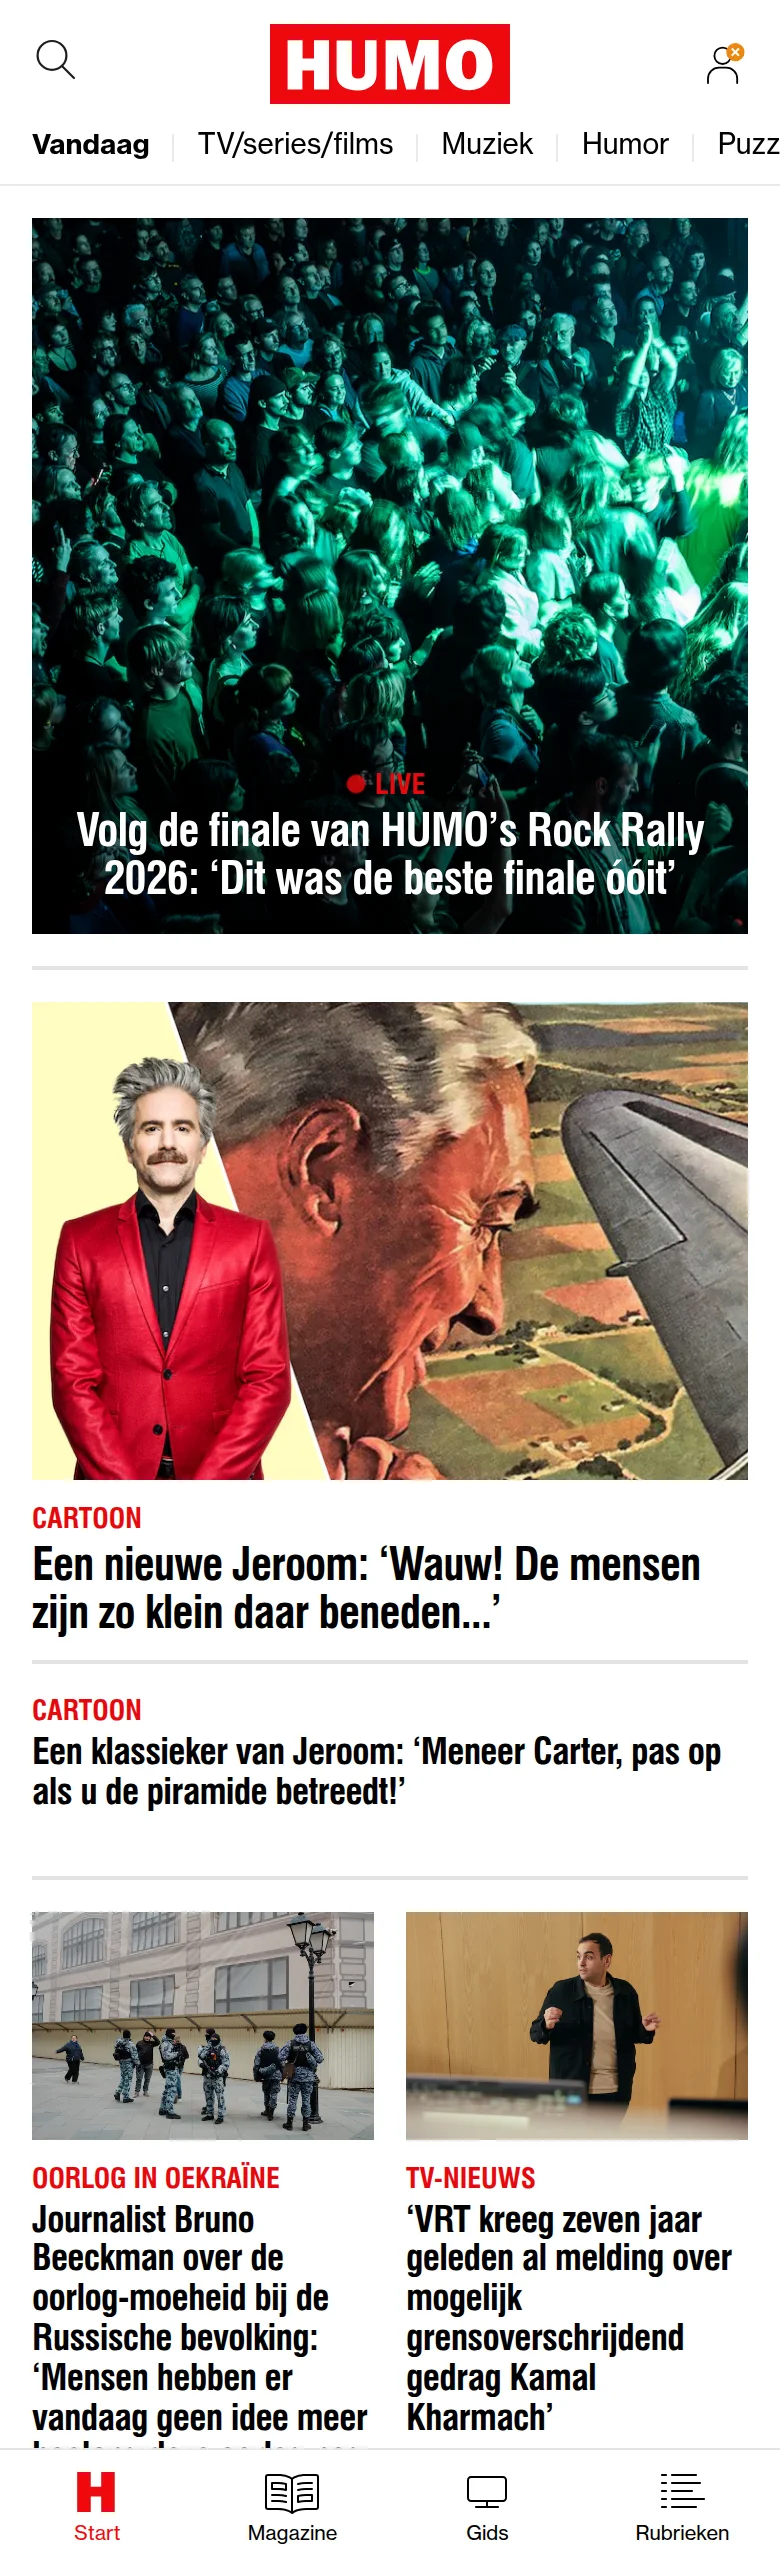 HUMO
Vandaag
TV/series/films
Muziek
Humor
Puzz
LIVE
Volg de finale van HUMO’s Rock Rally
2026: ‘Dit was de beste finale óóit’
CARTOON
Een nieuwe Jeroom: ‘Wauw! De mensen
zijn zo klein daar beneden...’
CARTOON
Een klassieker van Jeroom: ‘Meneer Carter, pas op
als u de piramide betreedt!’
OORLOG IN OEKRAÏNE
Journalist Bruno
Beeckman over de
oorlog-moeheid bij de
Russische bevolking:
‘Mensen hebben er
vandaag geen idee meer
TV-NIEUWS
‘VRT kreeg zeven jaar
geleden al melding over
mogelijk
grensoverschrijdend
gedrag Kamal
Kharmach’
H
Start
Magazine
Gids
Rubrieken